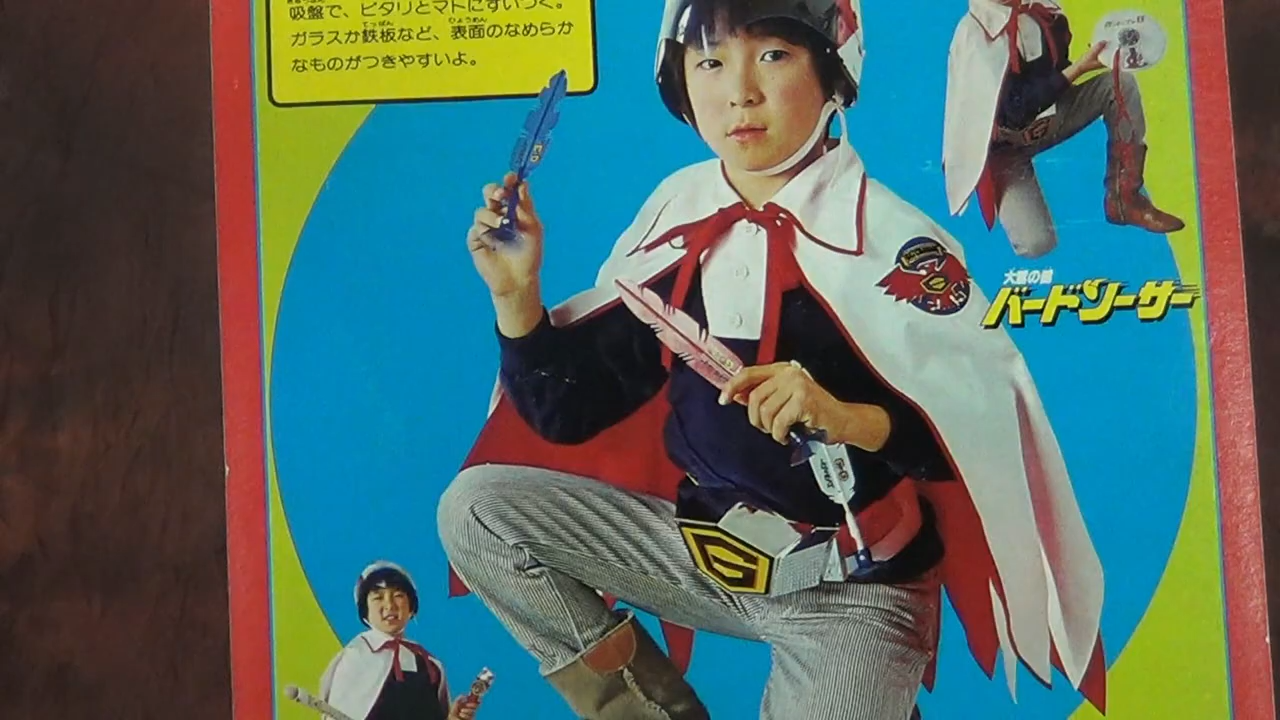 吸盤で、ピタリとマトにすいつく。
ガラスか鉄板など、表面のなめらか
なものがつきやすいよ。
大鷲の健
バードソーサー
G